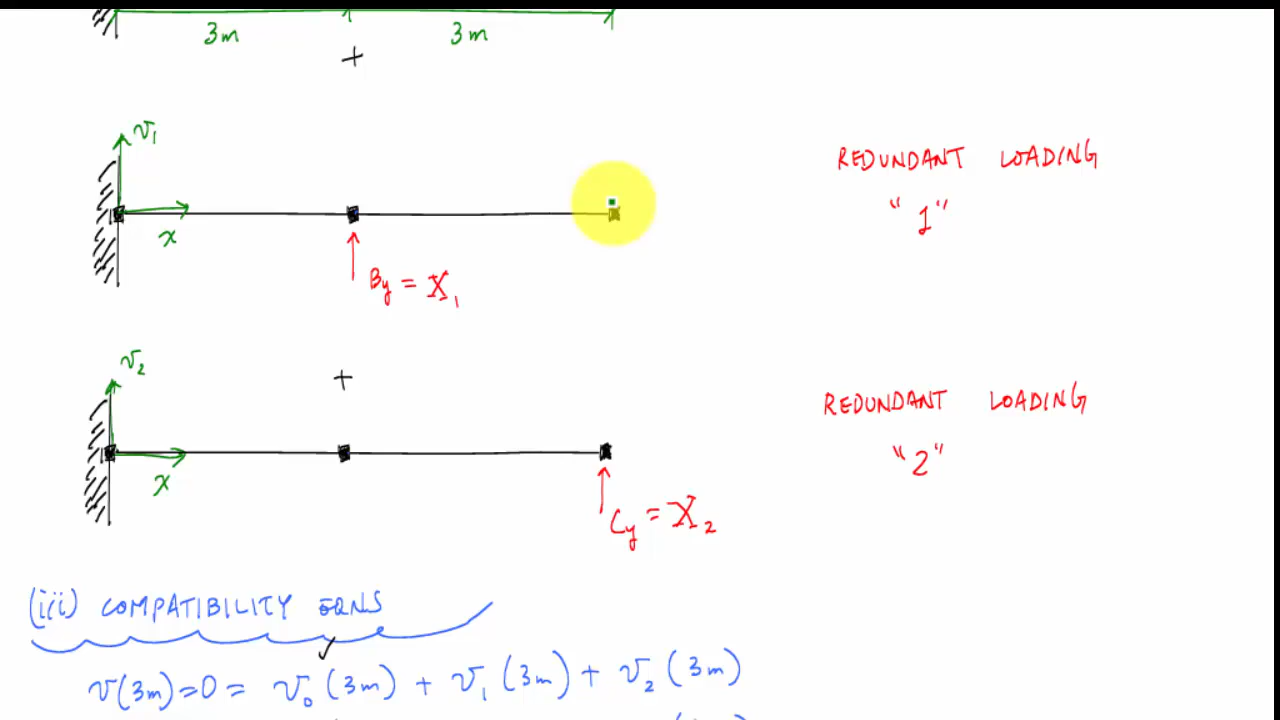 3m 3m
+
v₁
REDUNDANT LOADING
"1"
x
By = X₁
v₂
+
REDUNDANT LOADING
"2"
x
Cy = X₂
(iii) COMPATIBILITY EQNS
✓
v(3m)=0= v₀(3m) + v₁(3m) + v₂(3m)